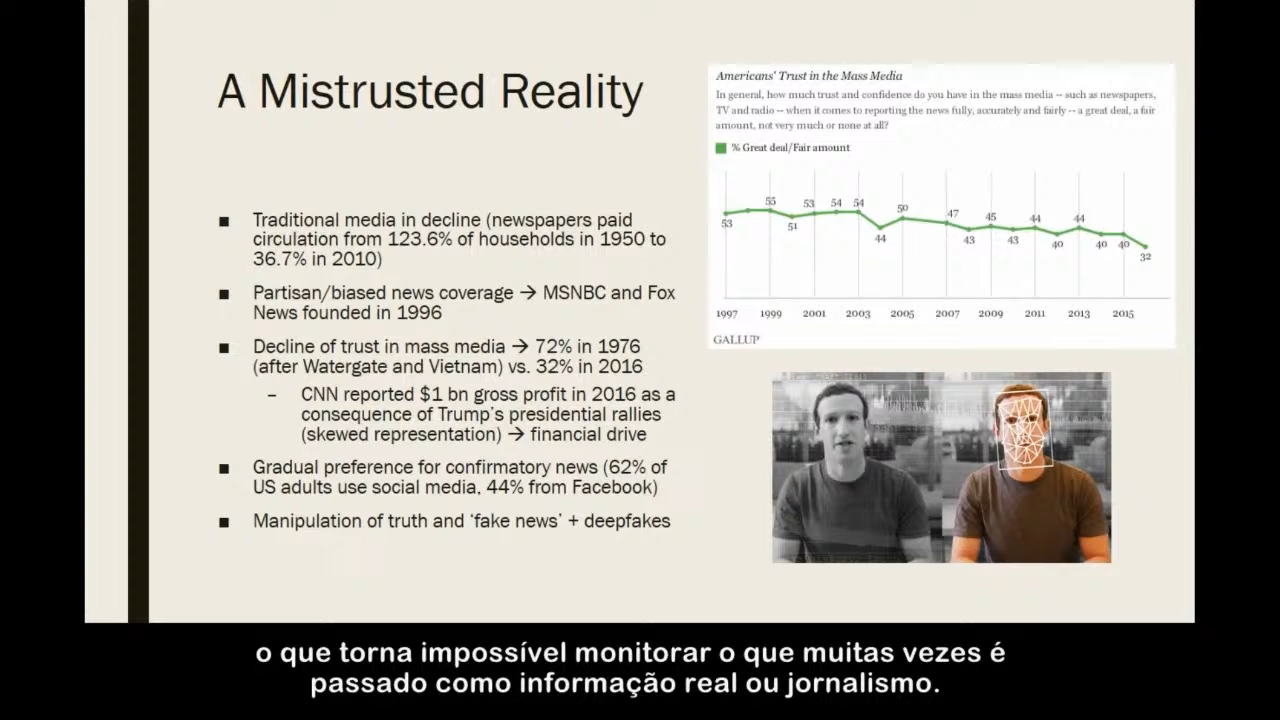 A Mistrusted Reality
■ Traditional media in decline (newspapers paid
circulation from 123.6% of households in 1950 to
36.7% in 2010)
■ Partisan/biased news coverage → MSNBC and Fox
News founded in 1996
■ Decline of trust in mass media → 72% in 1976
(after Watergate and Vietnam) vs. 32% in 2016
– CNN reported $1 bn gross profit in 2016 as a
consequence of Trump's presidential rallies
(skewed representation) → financial drive
■ Gradual preference for confirmatory news (62% of
US adults use social media, 44% from Facebook)
■ Manipulation of truth and ‘fake news’ + deepfakes
Americans' Trust in the Mass Media
In general, how much trust and confidence do you have in the mass media -- such as newspapers,
TV and radio -- when it comes to reporting the news fully, accurately and fairly -- a great deal, a fair
amount, not very much or none at all?
% Great deal/Fair amount
53 55 51 53 54 54 44 50 47 43 45 43 44 40 44 40 40 32
1997 1999 2001 2003 2005 2007 2009 2011 2013 2015
GALLUP
o que torna impossível monitorar o que muitas vezes é
passado como informação real ou jornalismo.